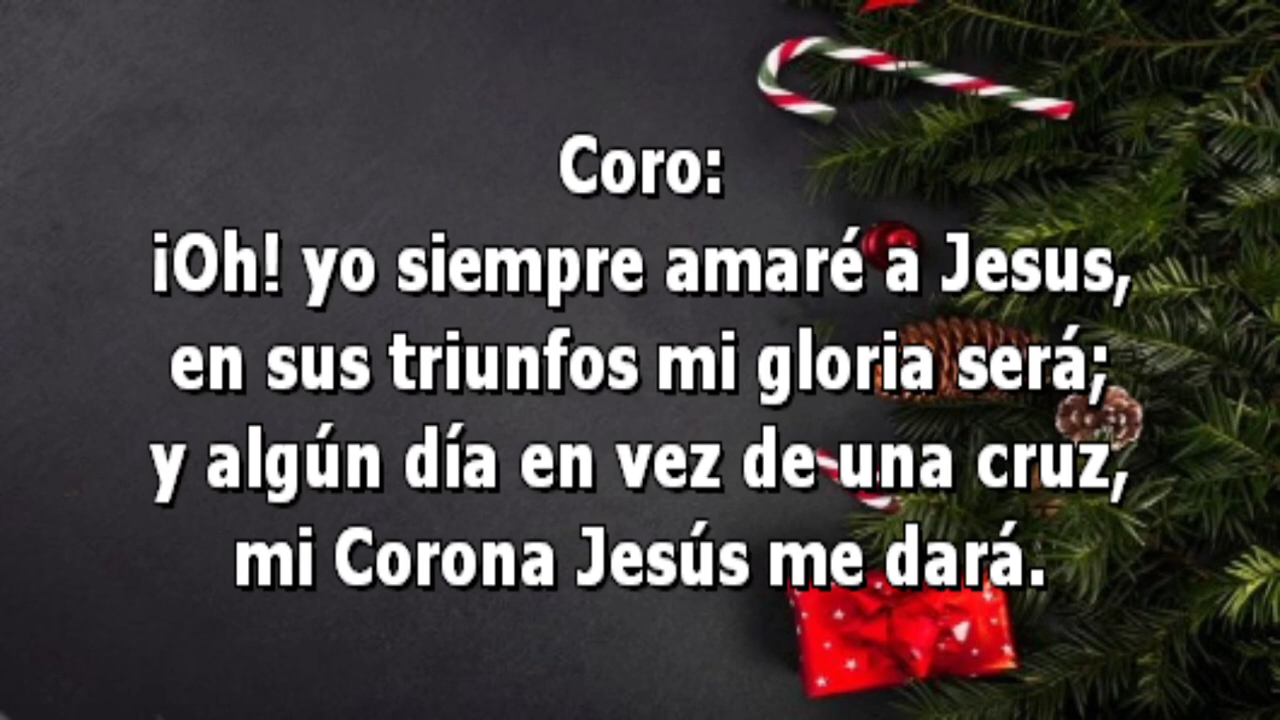 Coro:
¡Oh! yo siempre amaré a Jesus,
en sus triunfos mi gloria será;
y algún día en vez de una cruz,
mi Corona Jesús me dará.